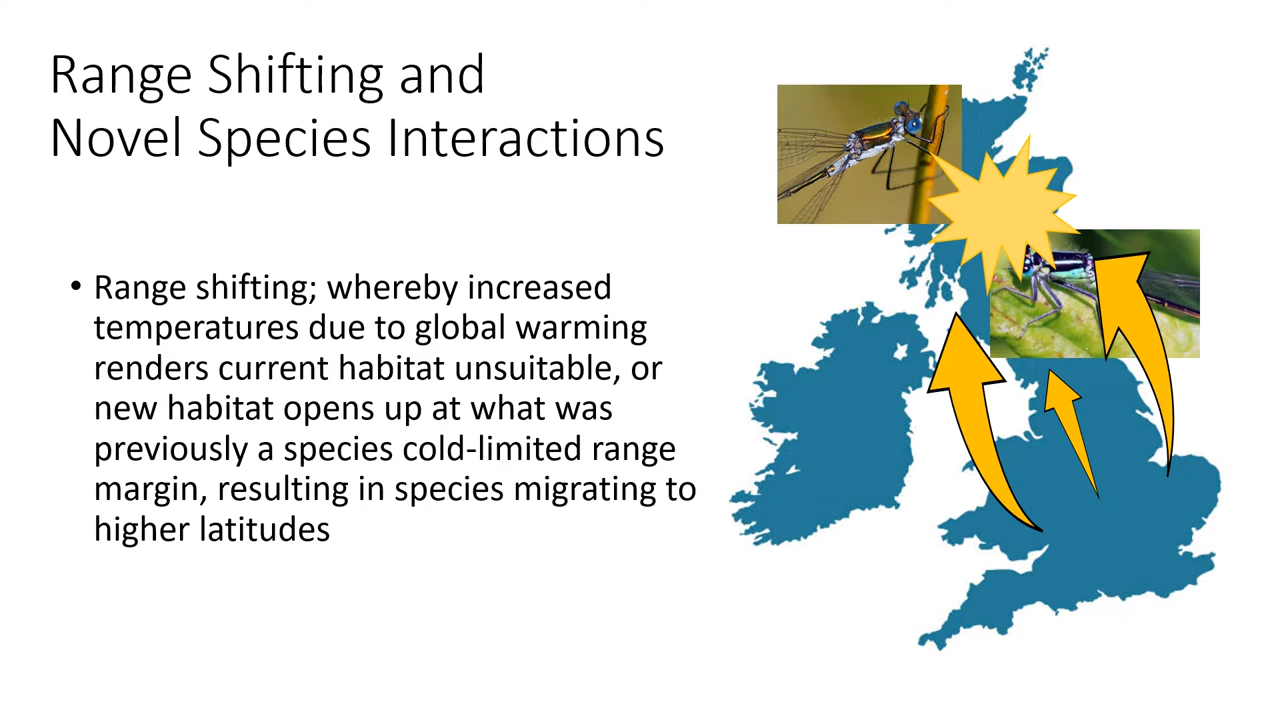 Range Shifting and
Novel Species Interactions
• Range shifting; whereby increased
temperatures due to global warming
renders current habitat unsuitable, or
new habitat opens up at what was
previously a species cold-limited range
margin, resulting in species migrating to
higher latitudes